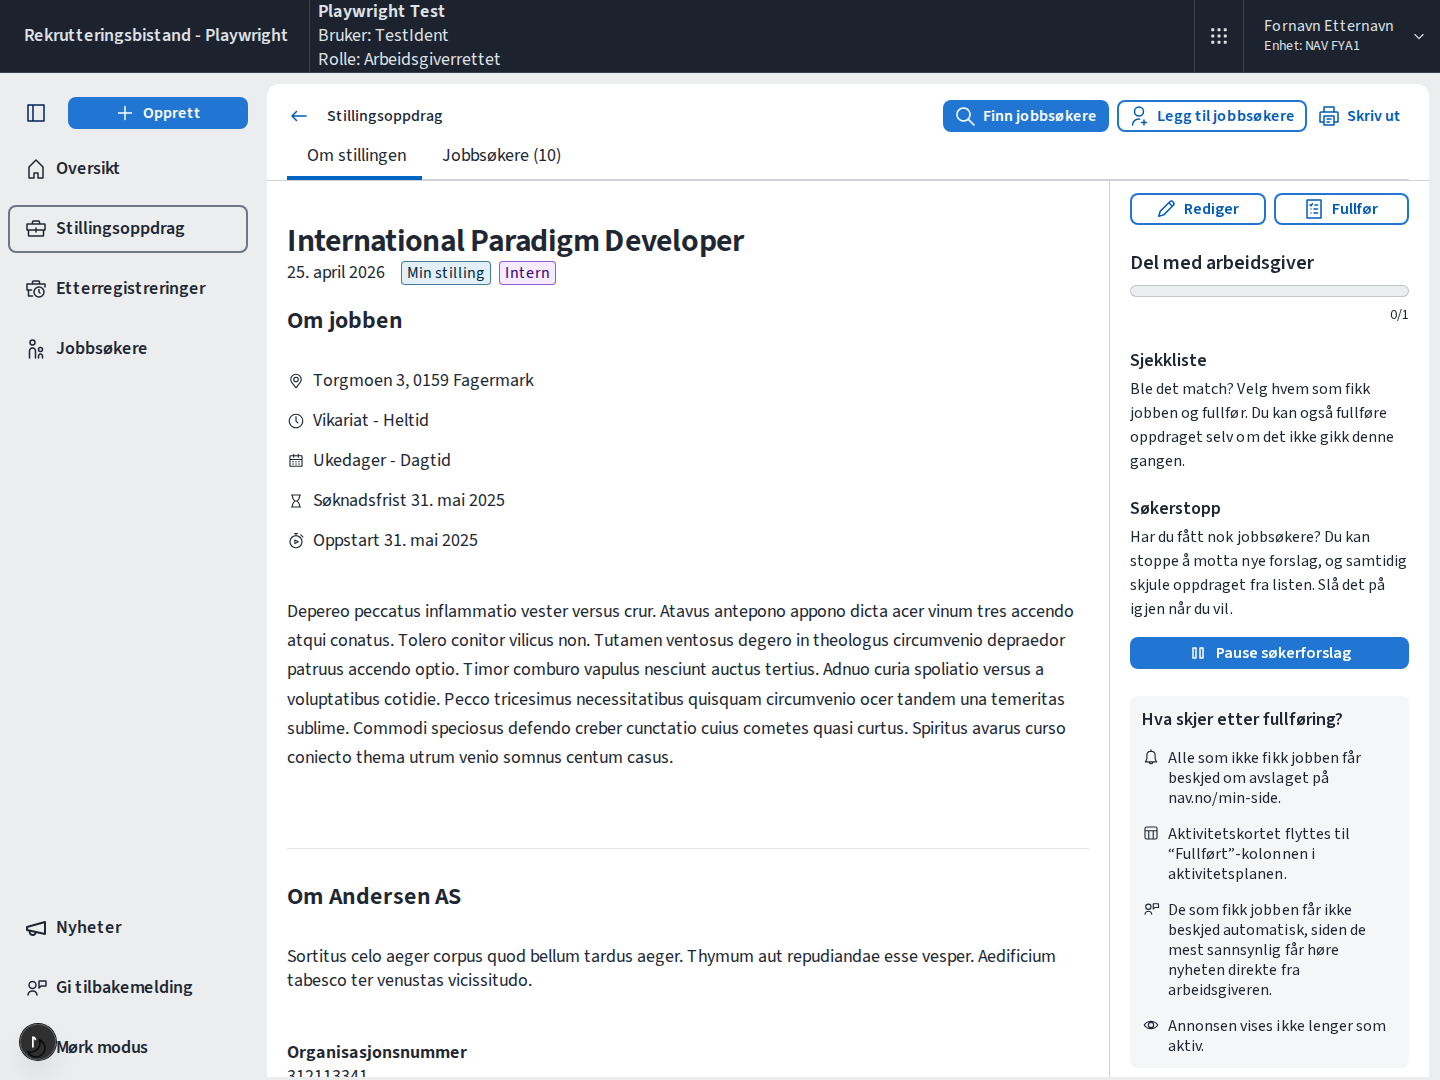 Rekrutteringsbistand - Playwright
Playwright Test
Bruker: TestIdent
Rolle: Arbeidsgiverrettet
Fornavn Etternavn
Enhet: NAV FYA1
Opprett
Oversikt
Stillingsoppdrag
Etterregistreringer
Jobbsøkere
Nyheter
Gi tilbakemelding
Mørk modus
Stillingsoppdrag
Finn jobbsøkere
Legg til jobbsøkere
Skriv ut
Om stillingen
Jobbsøkere (10)
International Paradigm Developer
25. april 2026
Min stilling
Intern
Om jobben
Torgmoen 3, 0159 Fagermark
Vikariat - Heltid
Ukedager - Dagtid
Søknadsfrist 31. mai 2025
Oppstart 31. mai 2025
Depereo peccatus inflammatio vester versus crur. Atavus antepono appono dicta acer vinum tres accendo
atqui conatus. Tolero conitor vilicus non. Tutamen ventosus degero in theologus circumvenio depraedor
patruus accendo optio. Timor comburo vapulus nesciunt auctus tertius. Adnuo curia spoliatio versus a
voluptatibus cotidie. Pecco tricesimus necessitatibus quisquam circumvenio ocer tandem una temeritas
sublime. Commodi speciosus defendo creber cunctatio cuius cometes quasi curtus. Spiritus avarus curso
coniecto thema utrum venio somnus centum casus.
Om Andersen AS
Sortitus celo aeger corpus quod bellum tardus aeger. Thymum aut repudiandae esse vesper. Aedificium
tabesco ter venustas vicissitudo.
Organisasjonsnummer
312113341
Rediger
Fullfør
Del med arbeidsgiver
0/1
Sjekkliste
Ble det match? Velg hvem som fikk
jobben og fullfør. Du kan også fullføre
oppdraget selv om det ikke gikk denne
gangen.
Søkerstopp
Har du fått nok jobbsøkere? Du kan
stoppe å motta nye forslag, og samtidig
skjule oppdraget fra listen. Slå det på
igjen når du vil.
Pause søkerforslag
Hva skjer etter fullføring?
Alle som ikke fikk jobben får
beskjed om avslaget på
nav.no/min-side.
Aktivitetskortet flyttes til
“Fullført”-kolonnen i
aktivitetsplanen.
De som fikk jobben får ikke
beskjed automatisk, siden de
mest sannsynlig får høre
nyheten direkte fra
arbeidsgiveren.
Annonsen vises ikke lenger som
aktiv.